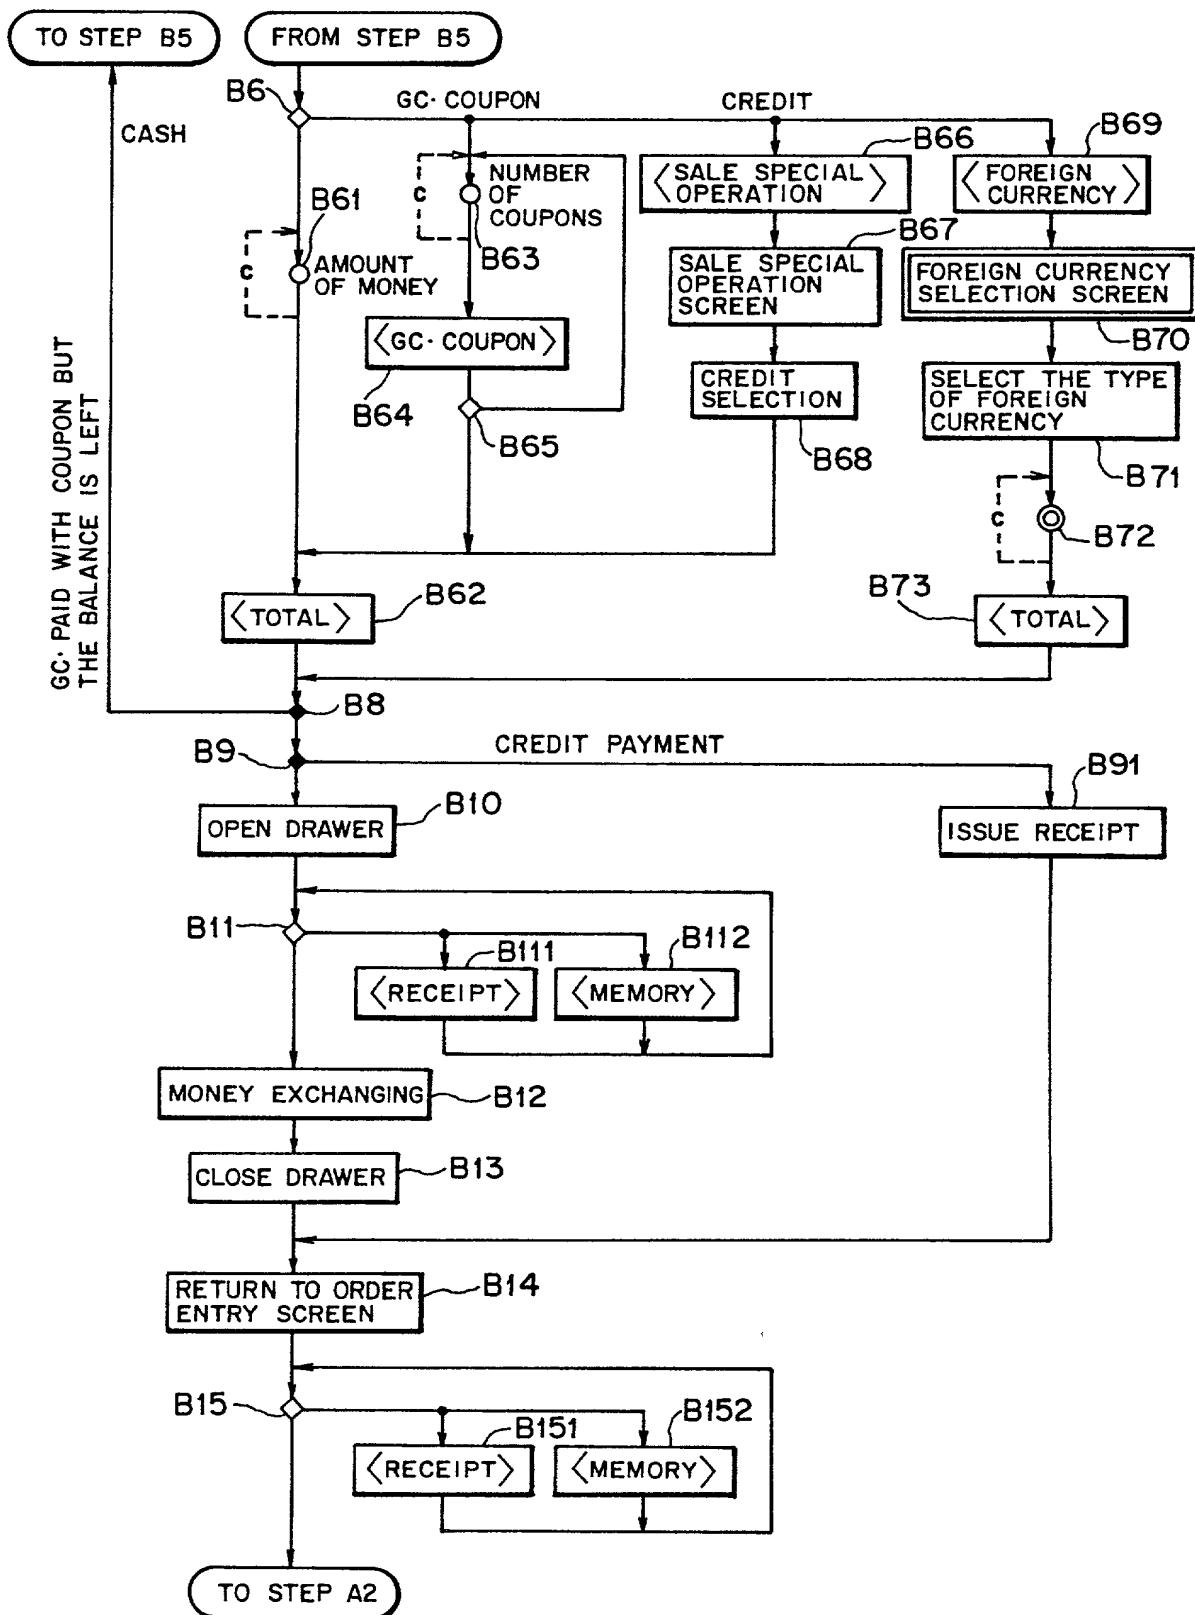 TO STEP B5
FROM STEP B5
B6
GC· COUPON
CREDIT
B69
CASH
B66
NUMBER
OF
COUPONS
C
B63
<SALE SPECIAL
OPERATION>
<FOREIGN
CURRENCY>
B61
B67
C
AMOUNT
OF MONEY
SALE SPECIAL
OPERATION
SCREEN
FOREIGN CURRENCY
SELECTION SCREEN
B70
<GC· COUPON>
B64
B65
CREDIT
SELECTION
B68
SELECT THE TYPE
OF FOREIGN
CURRENCY
B71
C
B72
GC· PAID WITH COUPON BUT
THE BALANCE IS LEFT
<TOTAL>
B62
B73
<TOTAL>
B8
B9
CREDIT PAYMENT
B91
B10
OPEN DRAWER
ISSUE RECEIPT
B11
B111
B112
<RECEIPT>
<MEMORY>
MONEY EXCHANGING
B12
CLOSE DRAWER
B13
RETURN TO ORDER
ENTRY SCREEN
B14
B15
B151
B152
<RECEIPT>
<MEMORY>
TO STEP A2